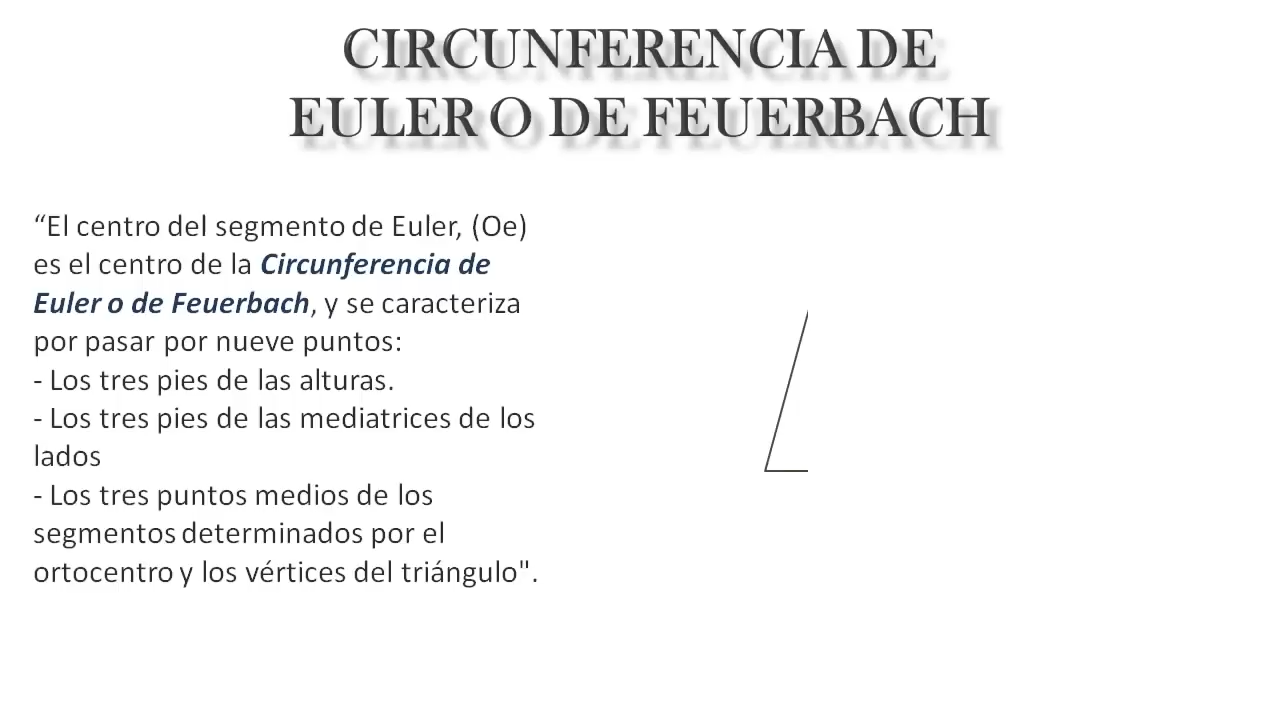 CIRCUNFERENCIA DE
EULER O DE FEUERBACH
“El centro del segmento de Euler, (Oe)
es el centro de la Circunferencia de
Euler o de Feuerbach, y se caracteriza
por pasar por nueve puntos:
- Los tres pies de las alturas.
- Los tres pies de las mediatrices de los
lados
- Los tres puntos medios de los
segmentos determinados por el
ortocentro y los vértices del triángulo".